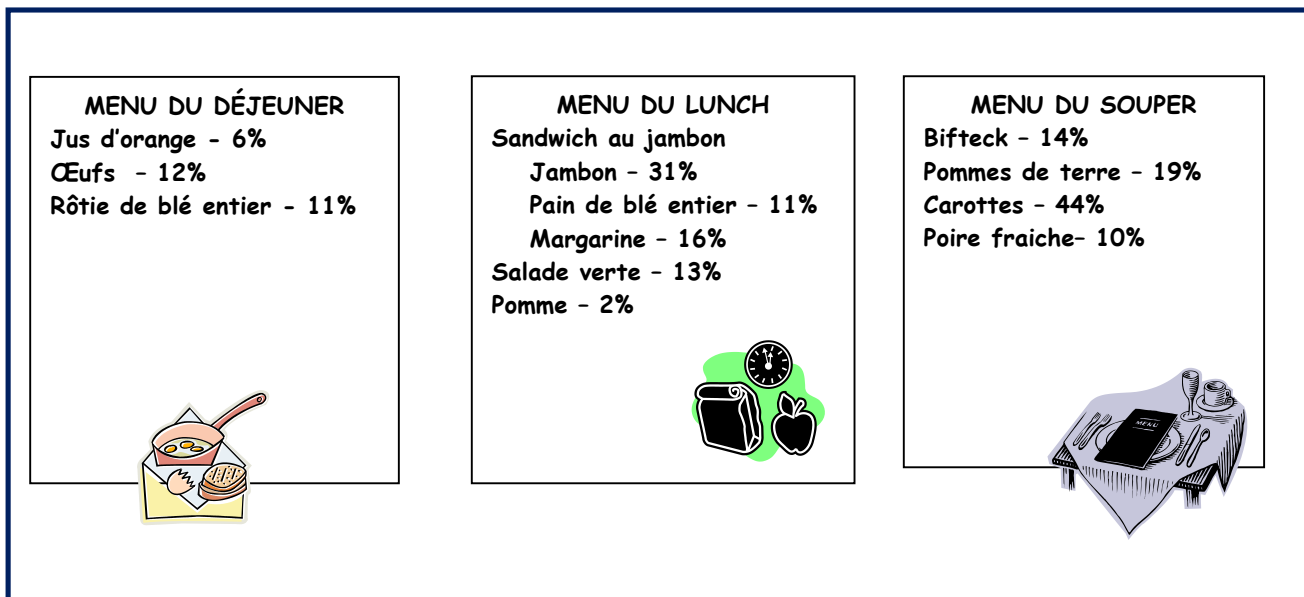 MENU DU DÉJEUNER
Jus d'orange - 6%
Œufs – 12%
Rôtie de blé entier - 11%
MENU DU LUNCH
Sandwich au jambon
Jambon – 31%
Pain de blé entier – 11%
Margarine – 16%
Salade verte – 13%
Pomme – 2%
MENU DU SOUPER
Bifteck – 14%
Pommes de terre – 19%
Carottes – 44%
Poire fraiche– 10%
MENU